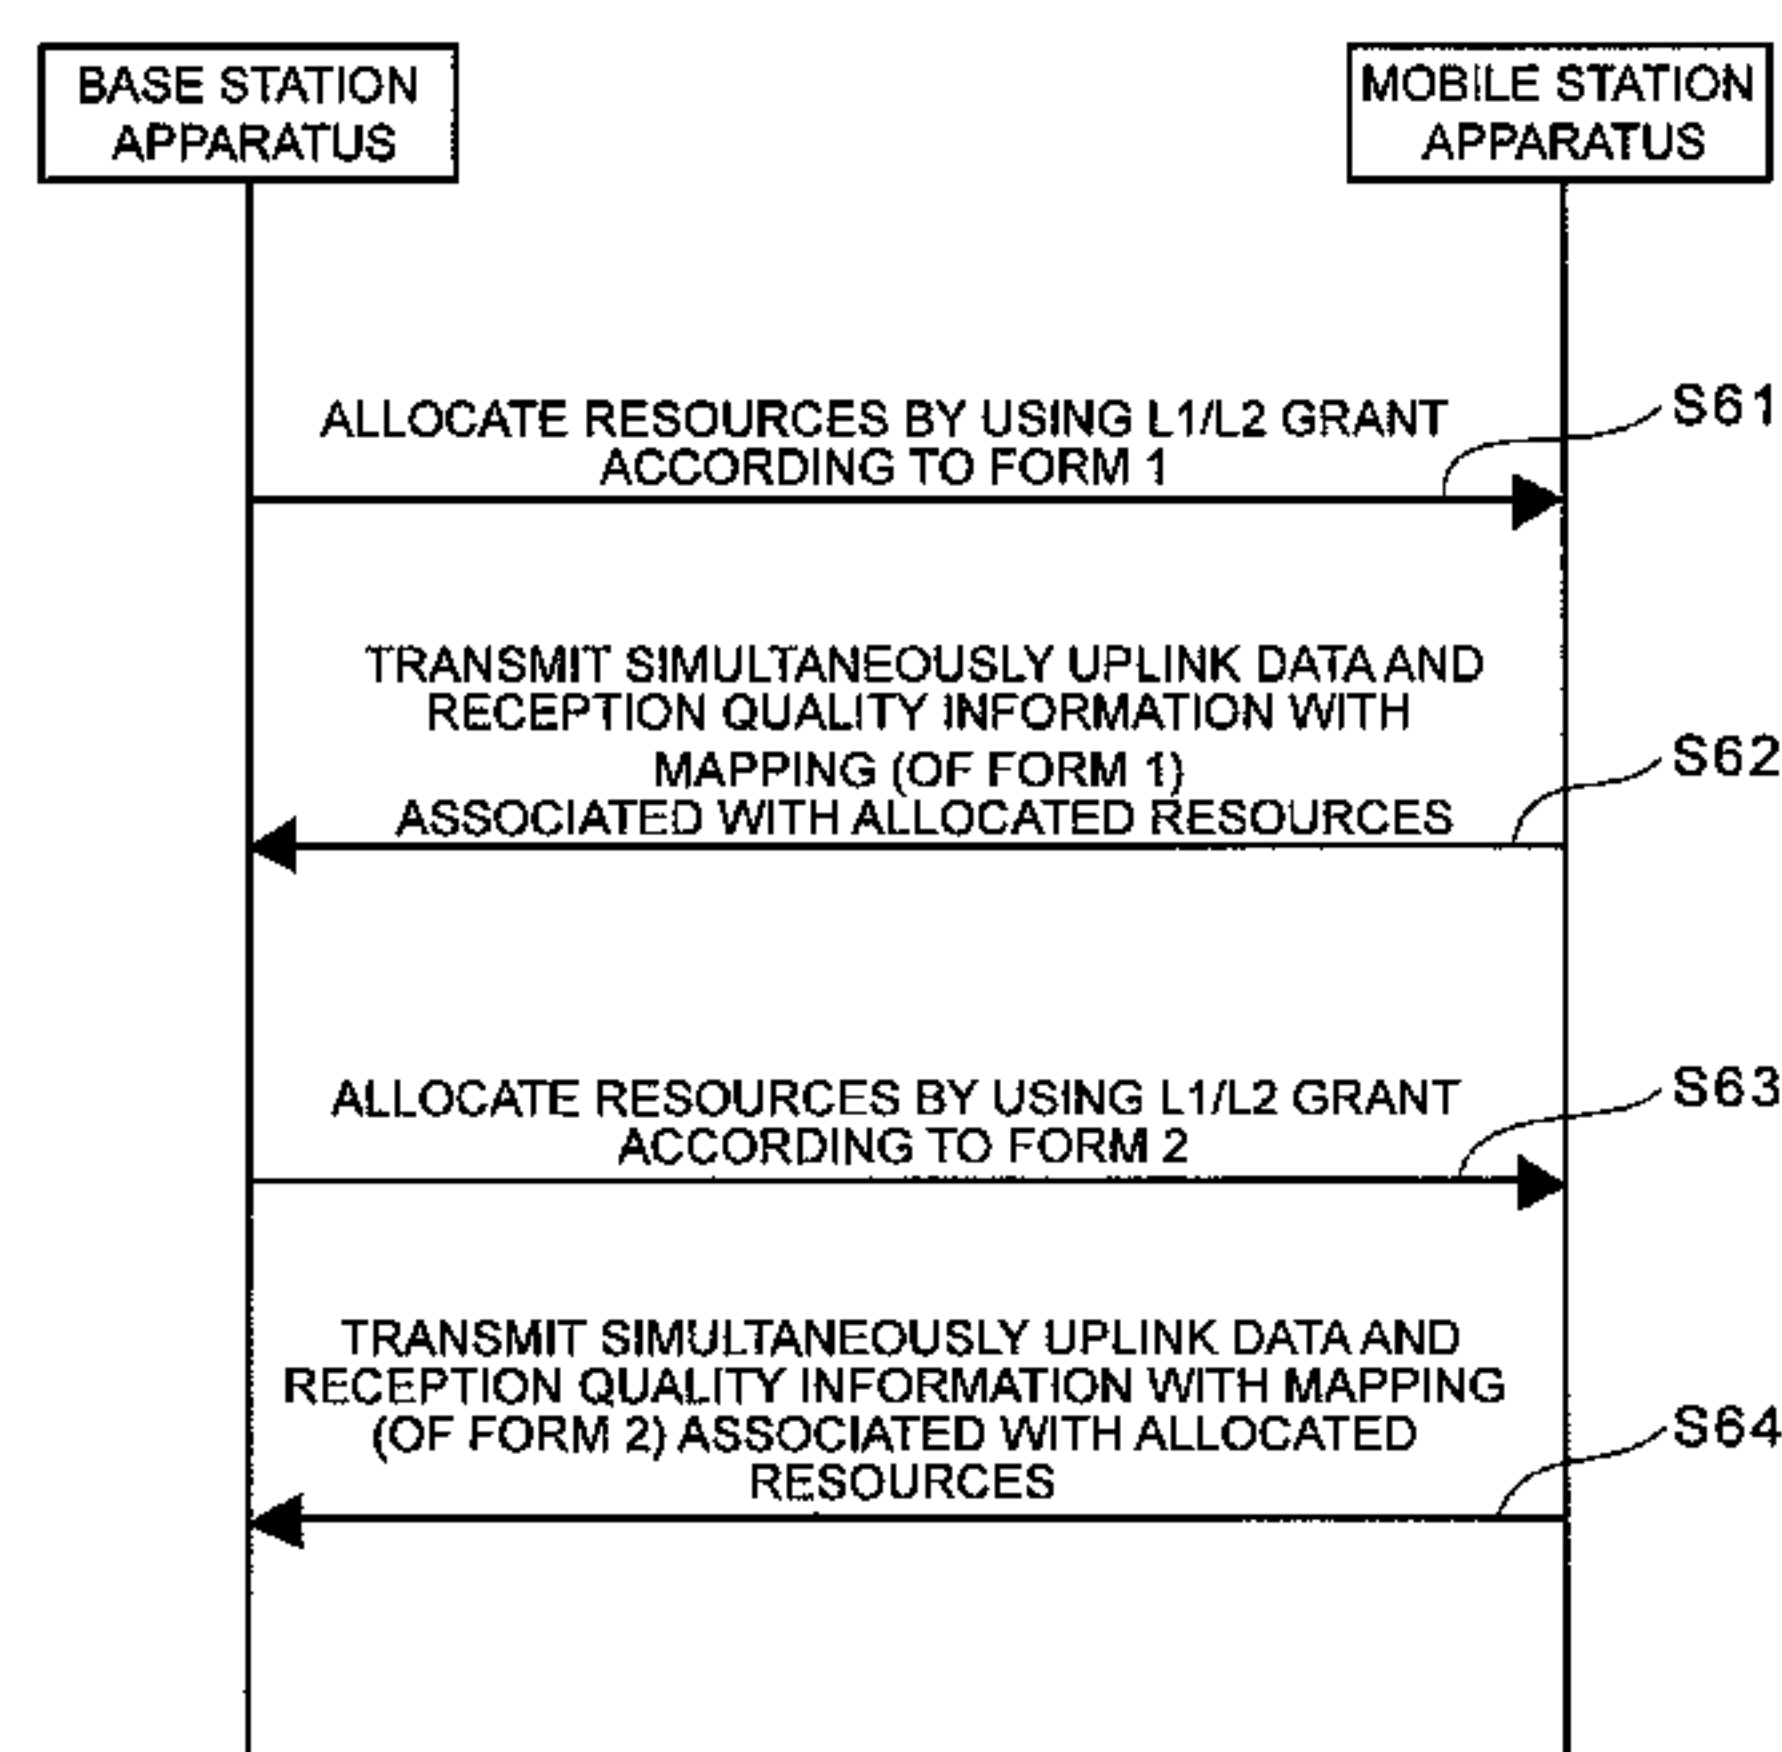 BASE STATION
APPARATUS
MOBILE STATION
APPARATUS
ALLOCATE RESOURCES BY USING L1/L2 GRANT
ACCORDING TO FORM 1
S61
TRANSMIT SIMULTANEOUSLY UPLINK DATA AND
RECEPTION QUALITY INFORMATION WITH
MAPPING (OF FORM 1)
ASSOCIATED WITH ALLOCATED RESOURCES
S62
ALLOCATE RESOURCES BY USING L1/L2 GRANT
ACCORDING TO FORM 2
S63
TRANSMIT SIMULTANEOUSLY UPLINK DATA AND
RECEPTION QUALITY INFORMATION WITH MAPPING
(OF FORM 2) ASSOCIATED WITH ALLOCATED
RESOURCES
S64